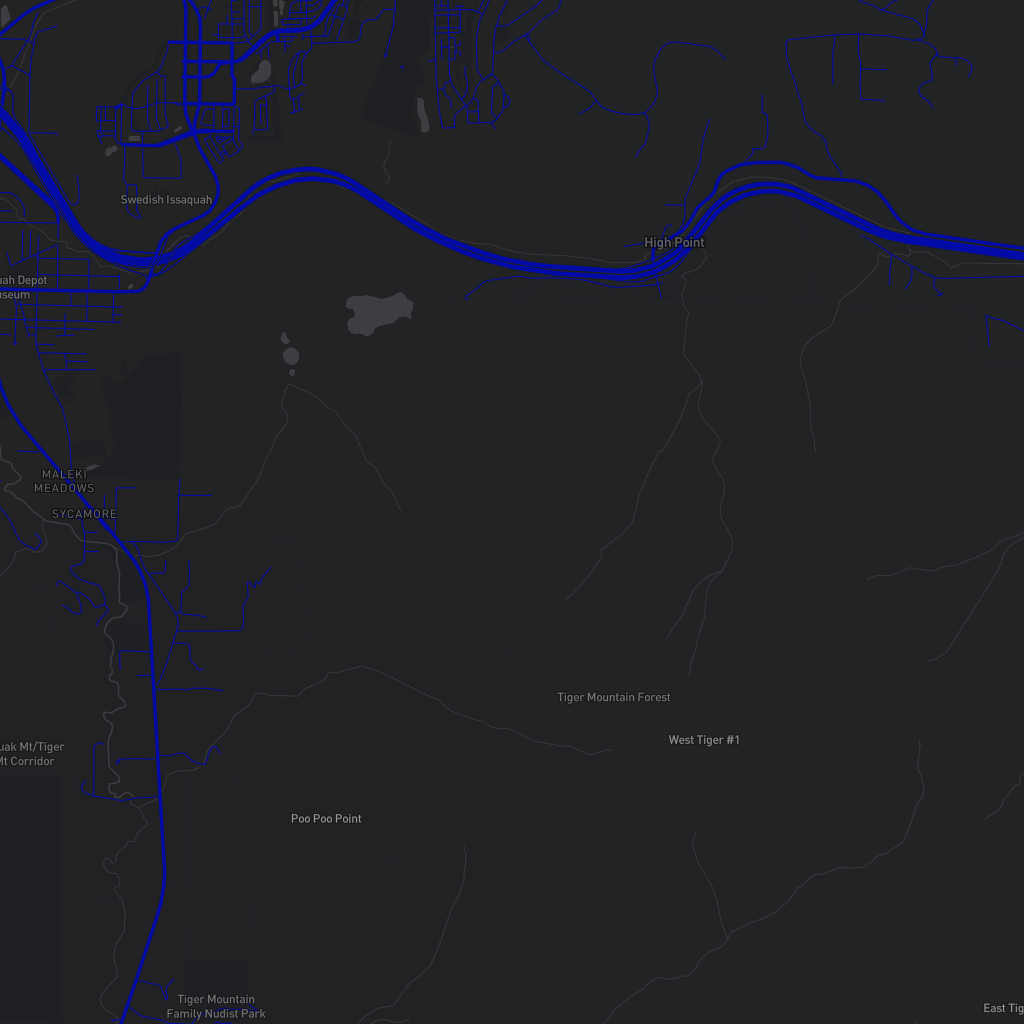 Swedish Issaquah
High Point
uah Depot
useum
MALEKI
MEADOWS
SYCAMORE
Tiger Mountain Forest
West Tiger #1
uak Mt/Tiger
Mt Corridor
Poo Poo Point
Tiger Mountain
Family Nudist Park
East Tig